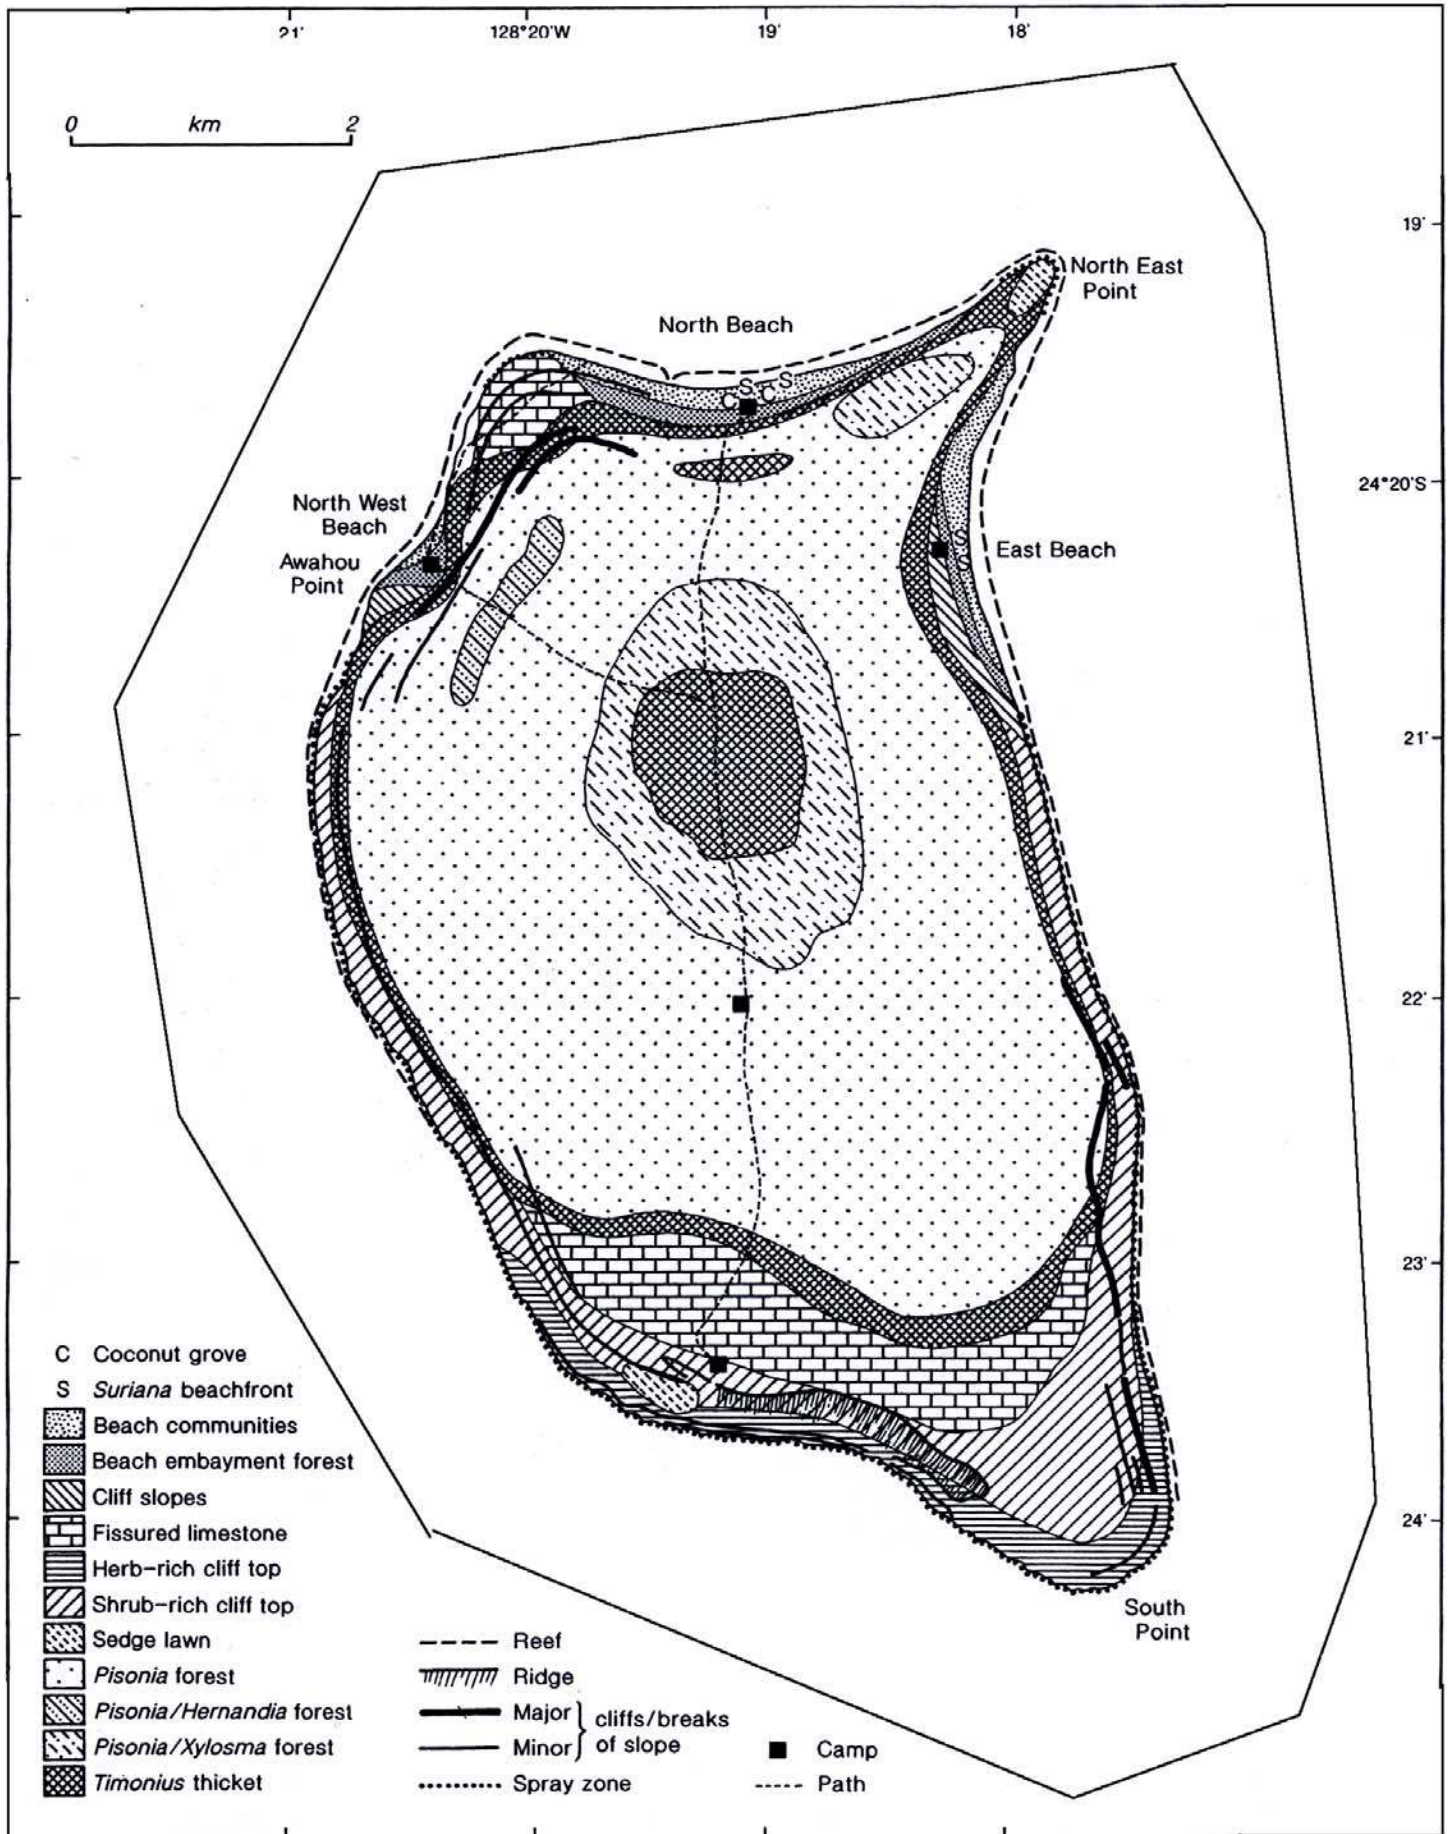 21'
128°20'W
19'
18'
0 km 2
19'
North East
Point
North Beach
S S
C C
24°20'S
North West
Beach
S
East Beach
Awahou
Point
S
21'
22'
23'
C Coconut grove
S Suriana beachfront
Beach communities
Beach embayment forest
Cliff slopes
24'
Fissured limestone
Herb-rich cliff top
Shrub-rich cliff top
South
Point
Sedge lawn
Reef
Pisonia forest
Ridge
Pisonia/Hernandia forest
Major
cliffs/breaks
of slope
Pisonia/Xylosma forest
Minor
Camp
Timonius thicket
Spray zone
Path